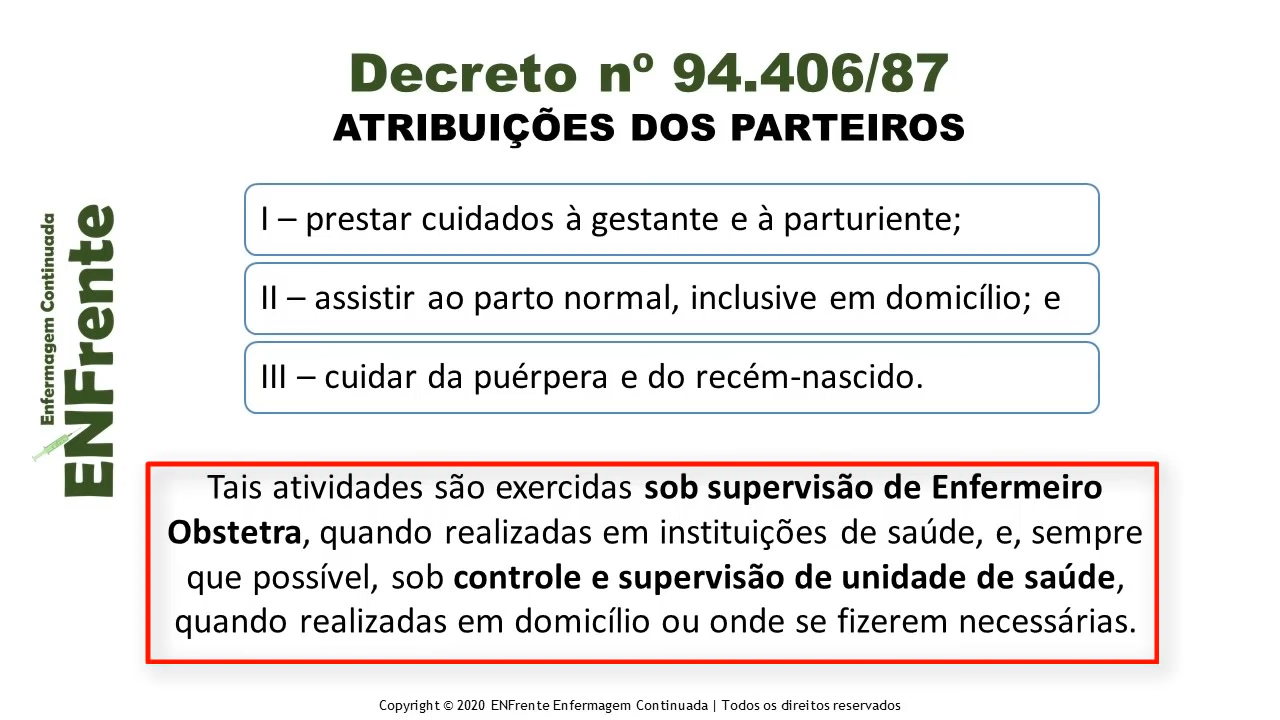 Decreto nº 94.406/87
ATRIBUIÇÕES DOS PARTEIROS
Enfermagem Continuada
ENFrente
I – prestar cuidados à gestante e à parturiente;
II – assistir ao parto normal, inclusive em domicílio; e
III – cuidar da puérpera e do recém-nascido.
Tais atividades são exercidas sob supervisão de Enfermeiro
Obstetra, quando realizadas em instituições de saúde, e, sempre
que possível, sob controle e supervisão de unidade de saúde,
quando realizadas em domicílio ou onde se fizerem necessárias.
Copyright © 2020 ENFrente Enfermagem Continuada | Todos os direitos reservados